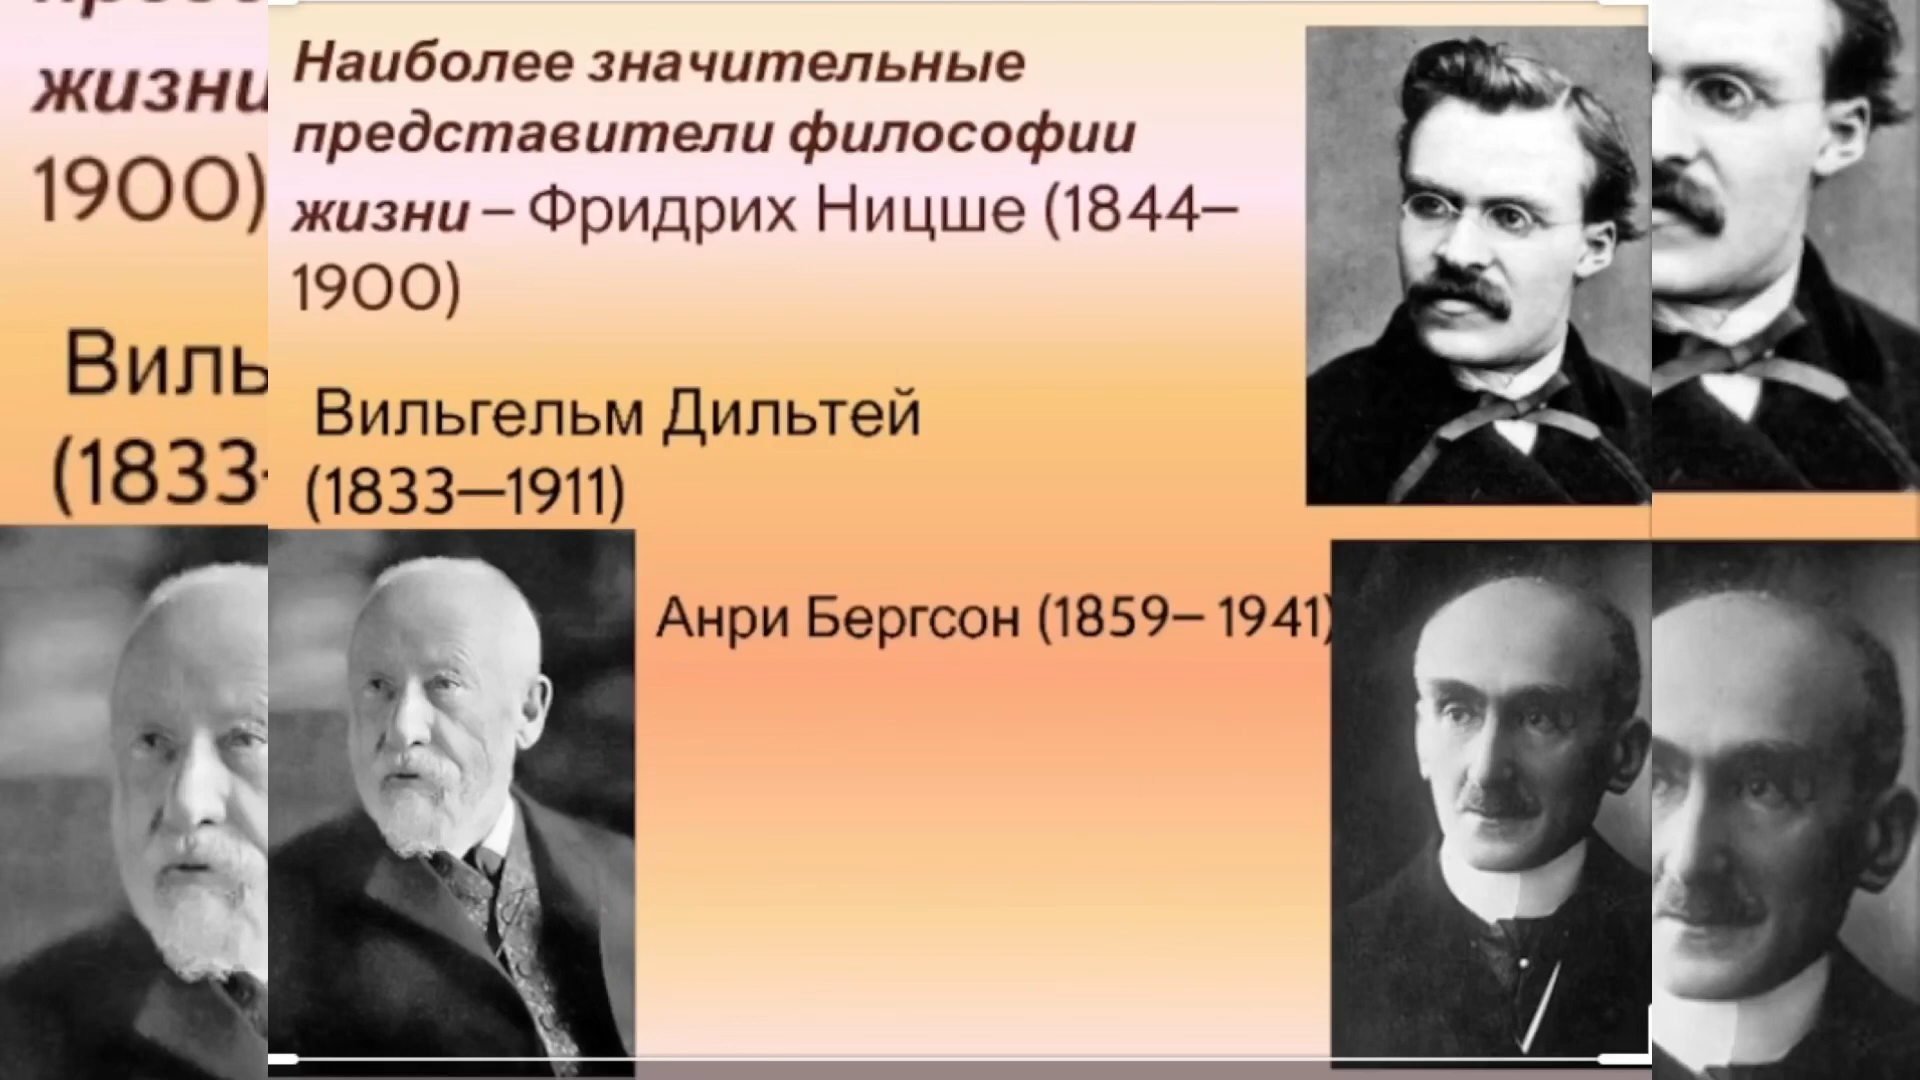 Наиболее значительные
представители философии
жизни – Фридрих Ницше (1844–
1900)
Вильгельм Дильтей
(1833—1911)
Анри Бергсон (1859– 1941)
жизни
1900)
Виль
(1833-